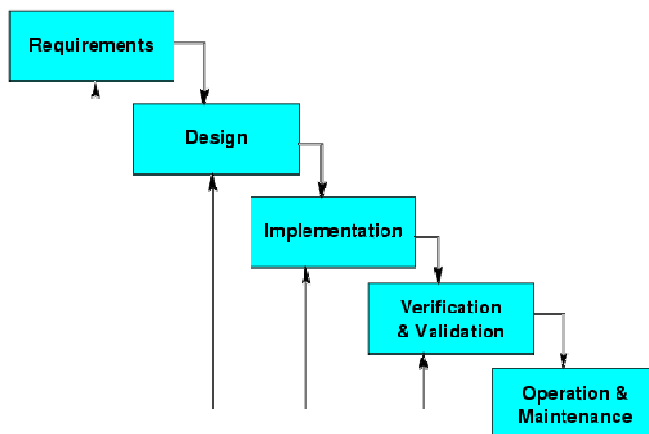 Requirements
Design
Implementation
Verification
& Validation
Operation &
Maintenance